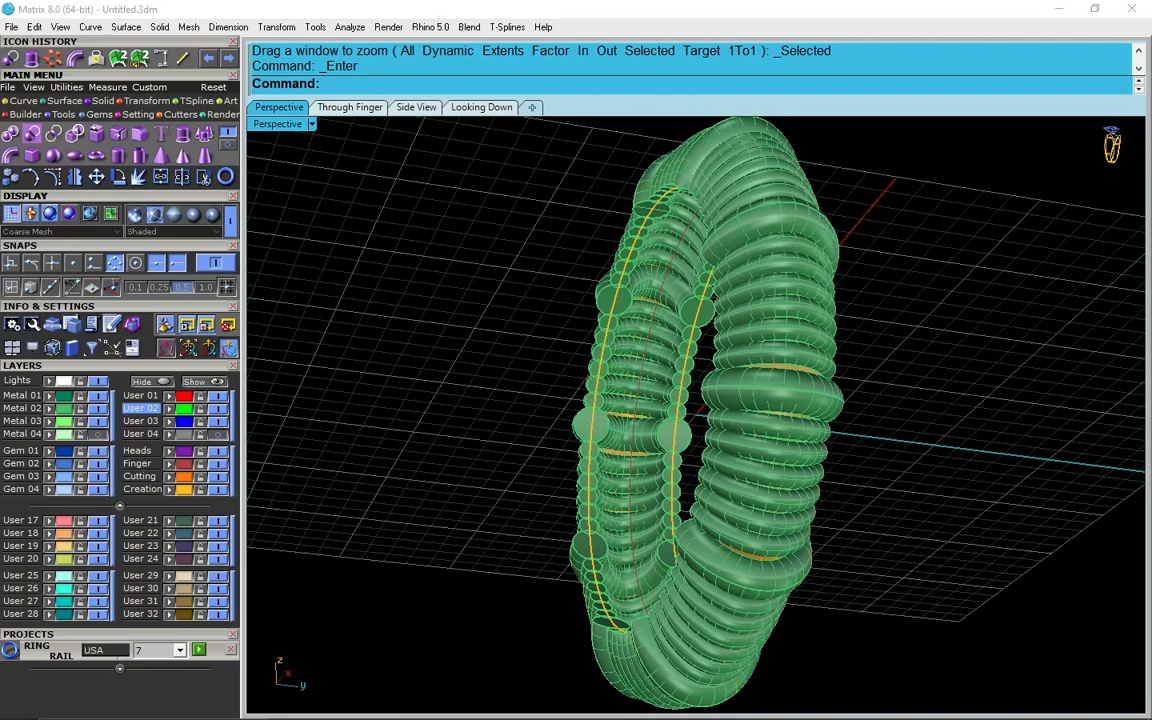 Matrix 8.0 (64-bit) - Untitled.3dm
File Edit View Curve Surface Solid Mesh Dimension Transform Tools Analyze Render Rhino 5.0 Blend T-Splines Help
ICON HISTORY
Drag a window to zoom ( All Dynamic Extents Factor In Out Selected Target 1To1 ): _Selected
Command: _Enter
Command:
MAIN MENU
File View Utilities Measure Custom Reset
Curve Surface Solid Transform TSpline Art
Builder Tools Gems Setting Cutters Render
Perspective Through Finger Side View Looking Down
Perspective
DISPLAY
Coarse Mesh Shaded
SNAPS
0.1 0.25 0.5 1.0
INFO & SETTINGS
LAYERS
Lights Hide Show
Metal 01 User 01
Metal 02 User 02
Metal 03 User 03
Metal 04 User 04
Gem 01 Heads
Gem 02 Finger
Gem 03 Cutting
Gem 04 Creation
User 17 User 21
User 18 User 22
User 19 User 23
User 20 User 24
User 25 User 29
User 26 User 30
User 27 User 31
User 28 User 32
PROJECTS
RING RAIL USA 7
z
x
y